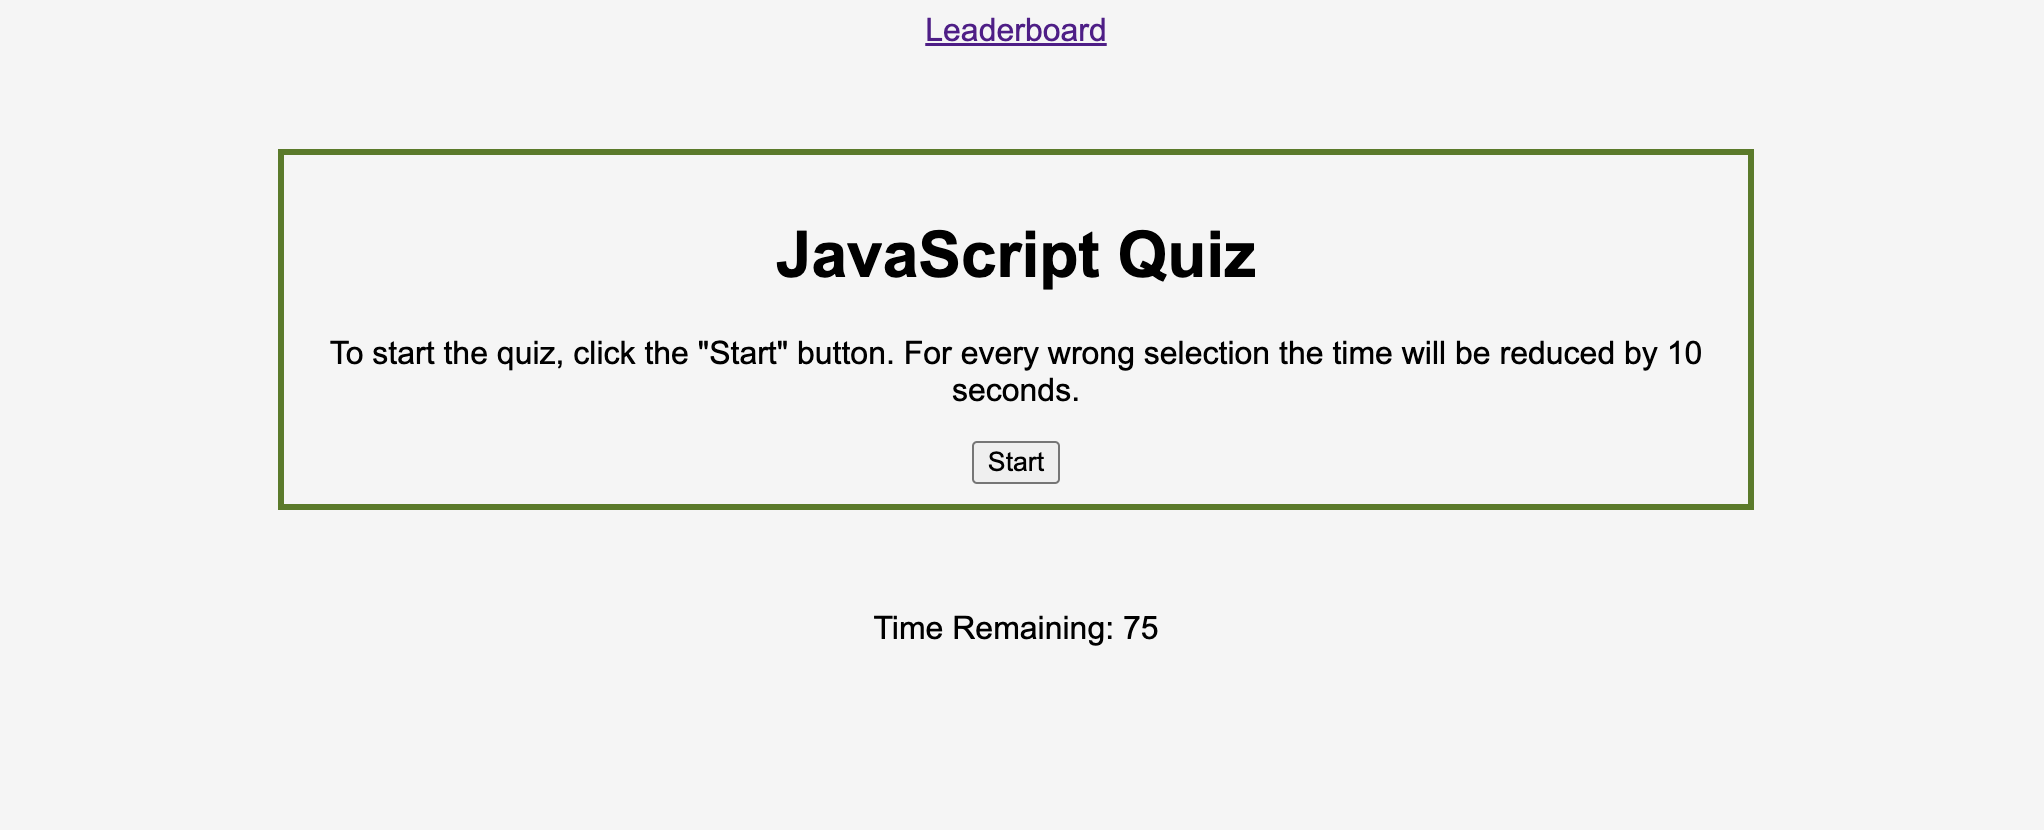 Leaderboard
JavaScript Quiz
To start the quiz, click the "Start" button. For every wrong selection the time will be reduced by 10
seconds.
Start
Time Remaining: 75